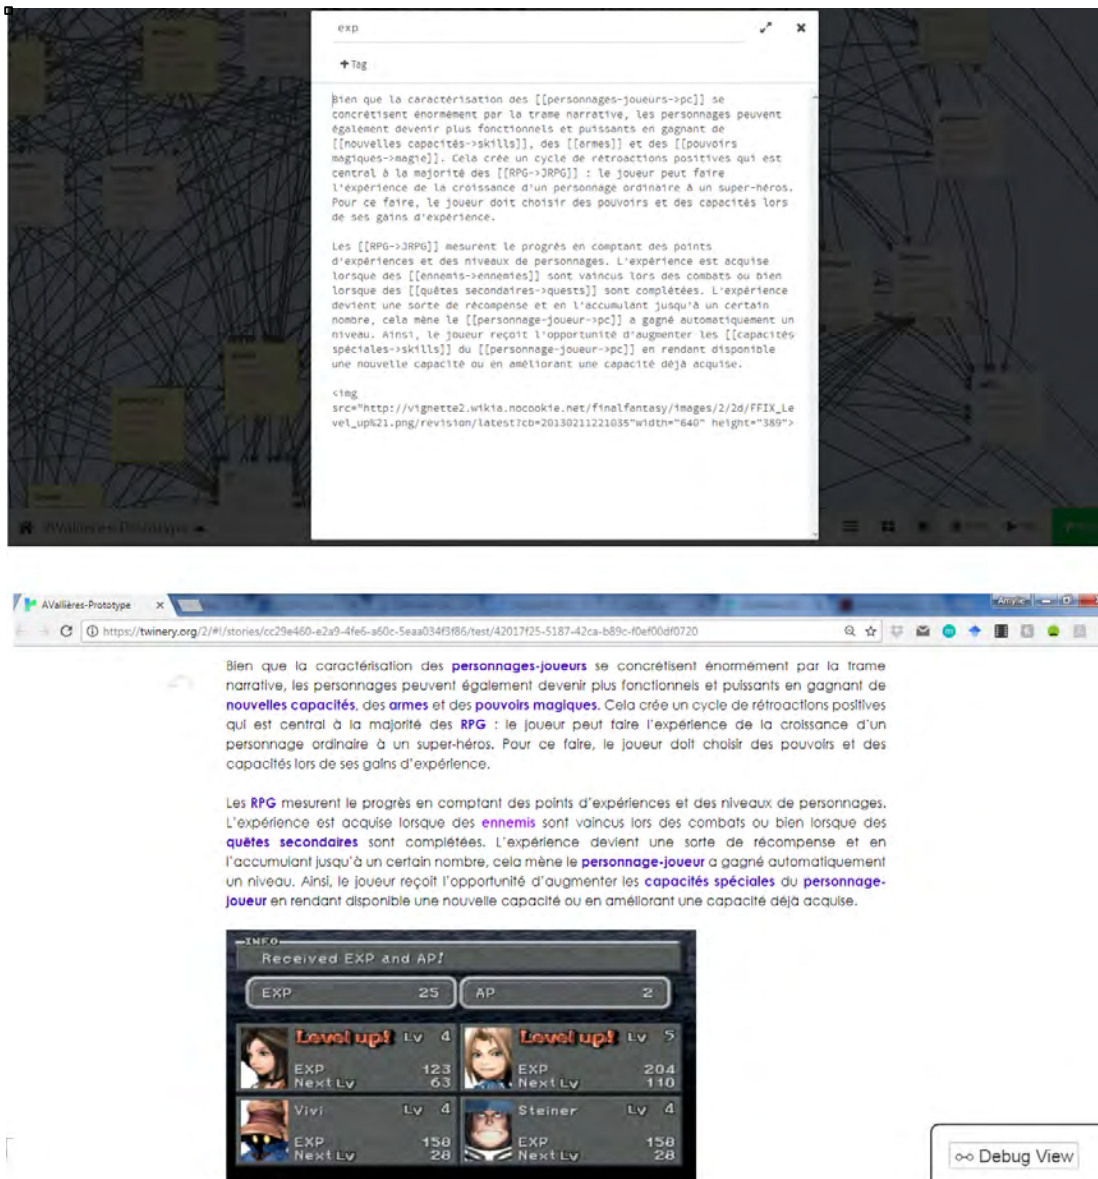 exp
+ Tag
Bien que la caractérisation des [[personnages-joueurs->pc]] se
concrétisent énormément par la trame narrative, les personnages peuvent
également devenir plus fonctionnels et puissants en gagnant de
[[nouvelles capacités->skills]], des [[armes]] et des [[pouvoirs
magiques->magie]]. Cela crée un cycle de rétroactions positives qui est
central à la majorité des [[RPG->JRPG]] : le joueur peut faire
l'expérience de la croissance d'un personnage ordinaire à un super-héros.
Pour ce faire, le joueur doit choisir des pouvoirs et des capacités lors
de ses gains d'expérience.
Les [[RPG->JRPG]] mesurent le progrès en comptant des points
d'expériences et des niveaux de personnages. L'expérience est acquise
lorsque des [[ennemis->ennemies]] sont vaincus lors des combats ou bien
lorsque des [[quêtes secondaires->quests]] sont complétées. L'expérience
devient une sorte de récompense et en l'accumulant jusqu'à un certain
nombre, cela mène le [[personnage-joueur->pc]] a gagné automatiquement un
niveau. Ainsi, le joueur reçoit l'opportunité d'augmenter les [[capacités
spéciales->skills]] du [[personnage-joueur->pc]] en rendant disponible
une nouvelle capacité ou en améliorant une capacité déjà acquise.
<img
src="http://vignette2.wikia.nocookie.net/finalfantasy/images/2/2d/FFIX_Le
vel_up%21.png/revision/latest?cb=20130211221035"width="640" height="389">
AVallières-Prototype
AVallières-Prototype
Amylie
https://twinery.org/2/#!/stories/cc29e460-e2a9-4fe6-a60c-5eaa034f3f86/test/42017f25-5187-42ca-b89c-f0ef00df0720
Bien que la caractérisation des personnages-joueurs se concrétisent énormément par la trame
narrative, les personnages peuvent également devenir plus fonctionnels et puissants en gagnant de
nouvelles capacités, des armes et des pouvoirs magiques. Cela crée un cycle de rétroactions positives
qui est central à la majorité des RPG : le joueur peut faire l'expérience de la croissance d'un
personnage ordinaire à un super-héros. Pour ce faire, le joueur doit choisir des pouvoirs et des
capacités lors de ses gains d'expérience.
Les RPG mesurent le progrès en comptant des points d'expériences et des niveaux de personnages.
L'expérience est acquise lorsque des ennemis sont vaincus lors des combats ou bien lorsque des
quêtes secondaires sont complétées. L'expérience devient une sorte de récompense et en
l'accumulant jusqu'à un certain nombre, cela mène le personnage-joueur a gagné automatiquement
un niveau. Ainsi, le joueur reçoit l'opportunité d'augmenter les capacités spéciales du personnage-
joueur en rendant disponible une nouvelle capacité ou en améliorant une capacité déjà acquise.
INFO
Received EXP and AP!
EXP 25 AP 2
Level up! Lv 4 Level up! Lv 5
EXP 123 EXP 204
Next Lv 63 Next Lv 110
Vivi Lv 4 Steiner Lv 4
EXP 158 EXP 158
Next Lv 28 Next Lv 28
Debug View